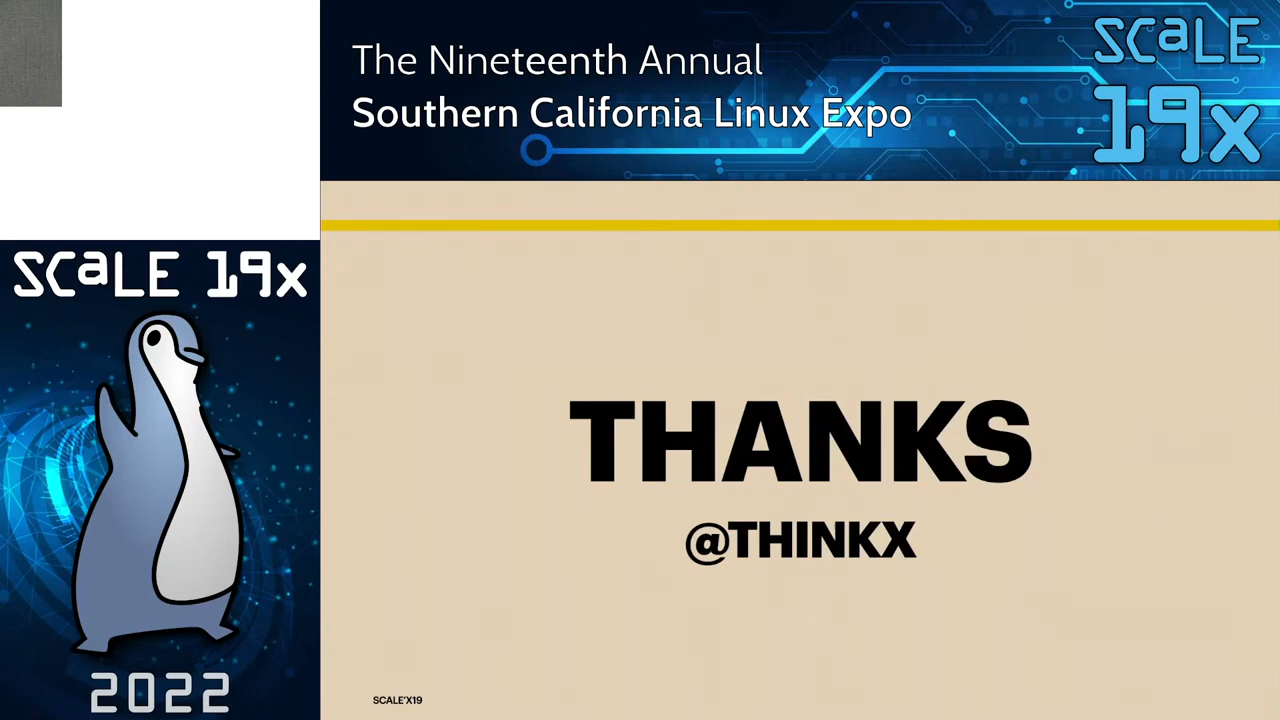 The Nineteenth Annual
Southern California Linux Expo
SCaLE
19x
SCaLE 19x
2022
THANKS
@THINKX
SCALE'X19